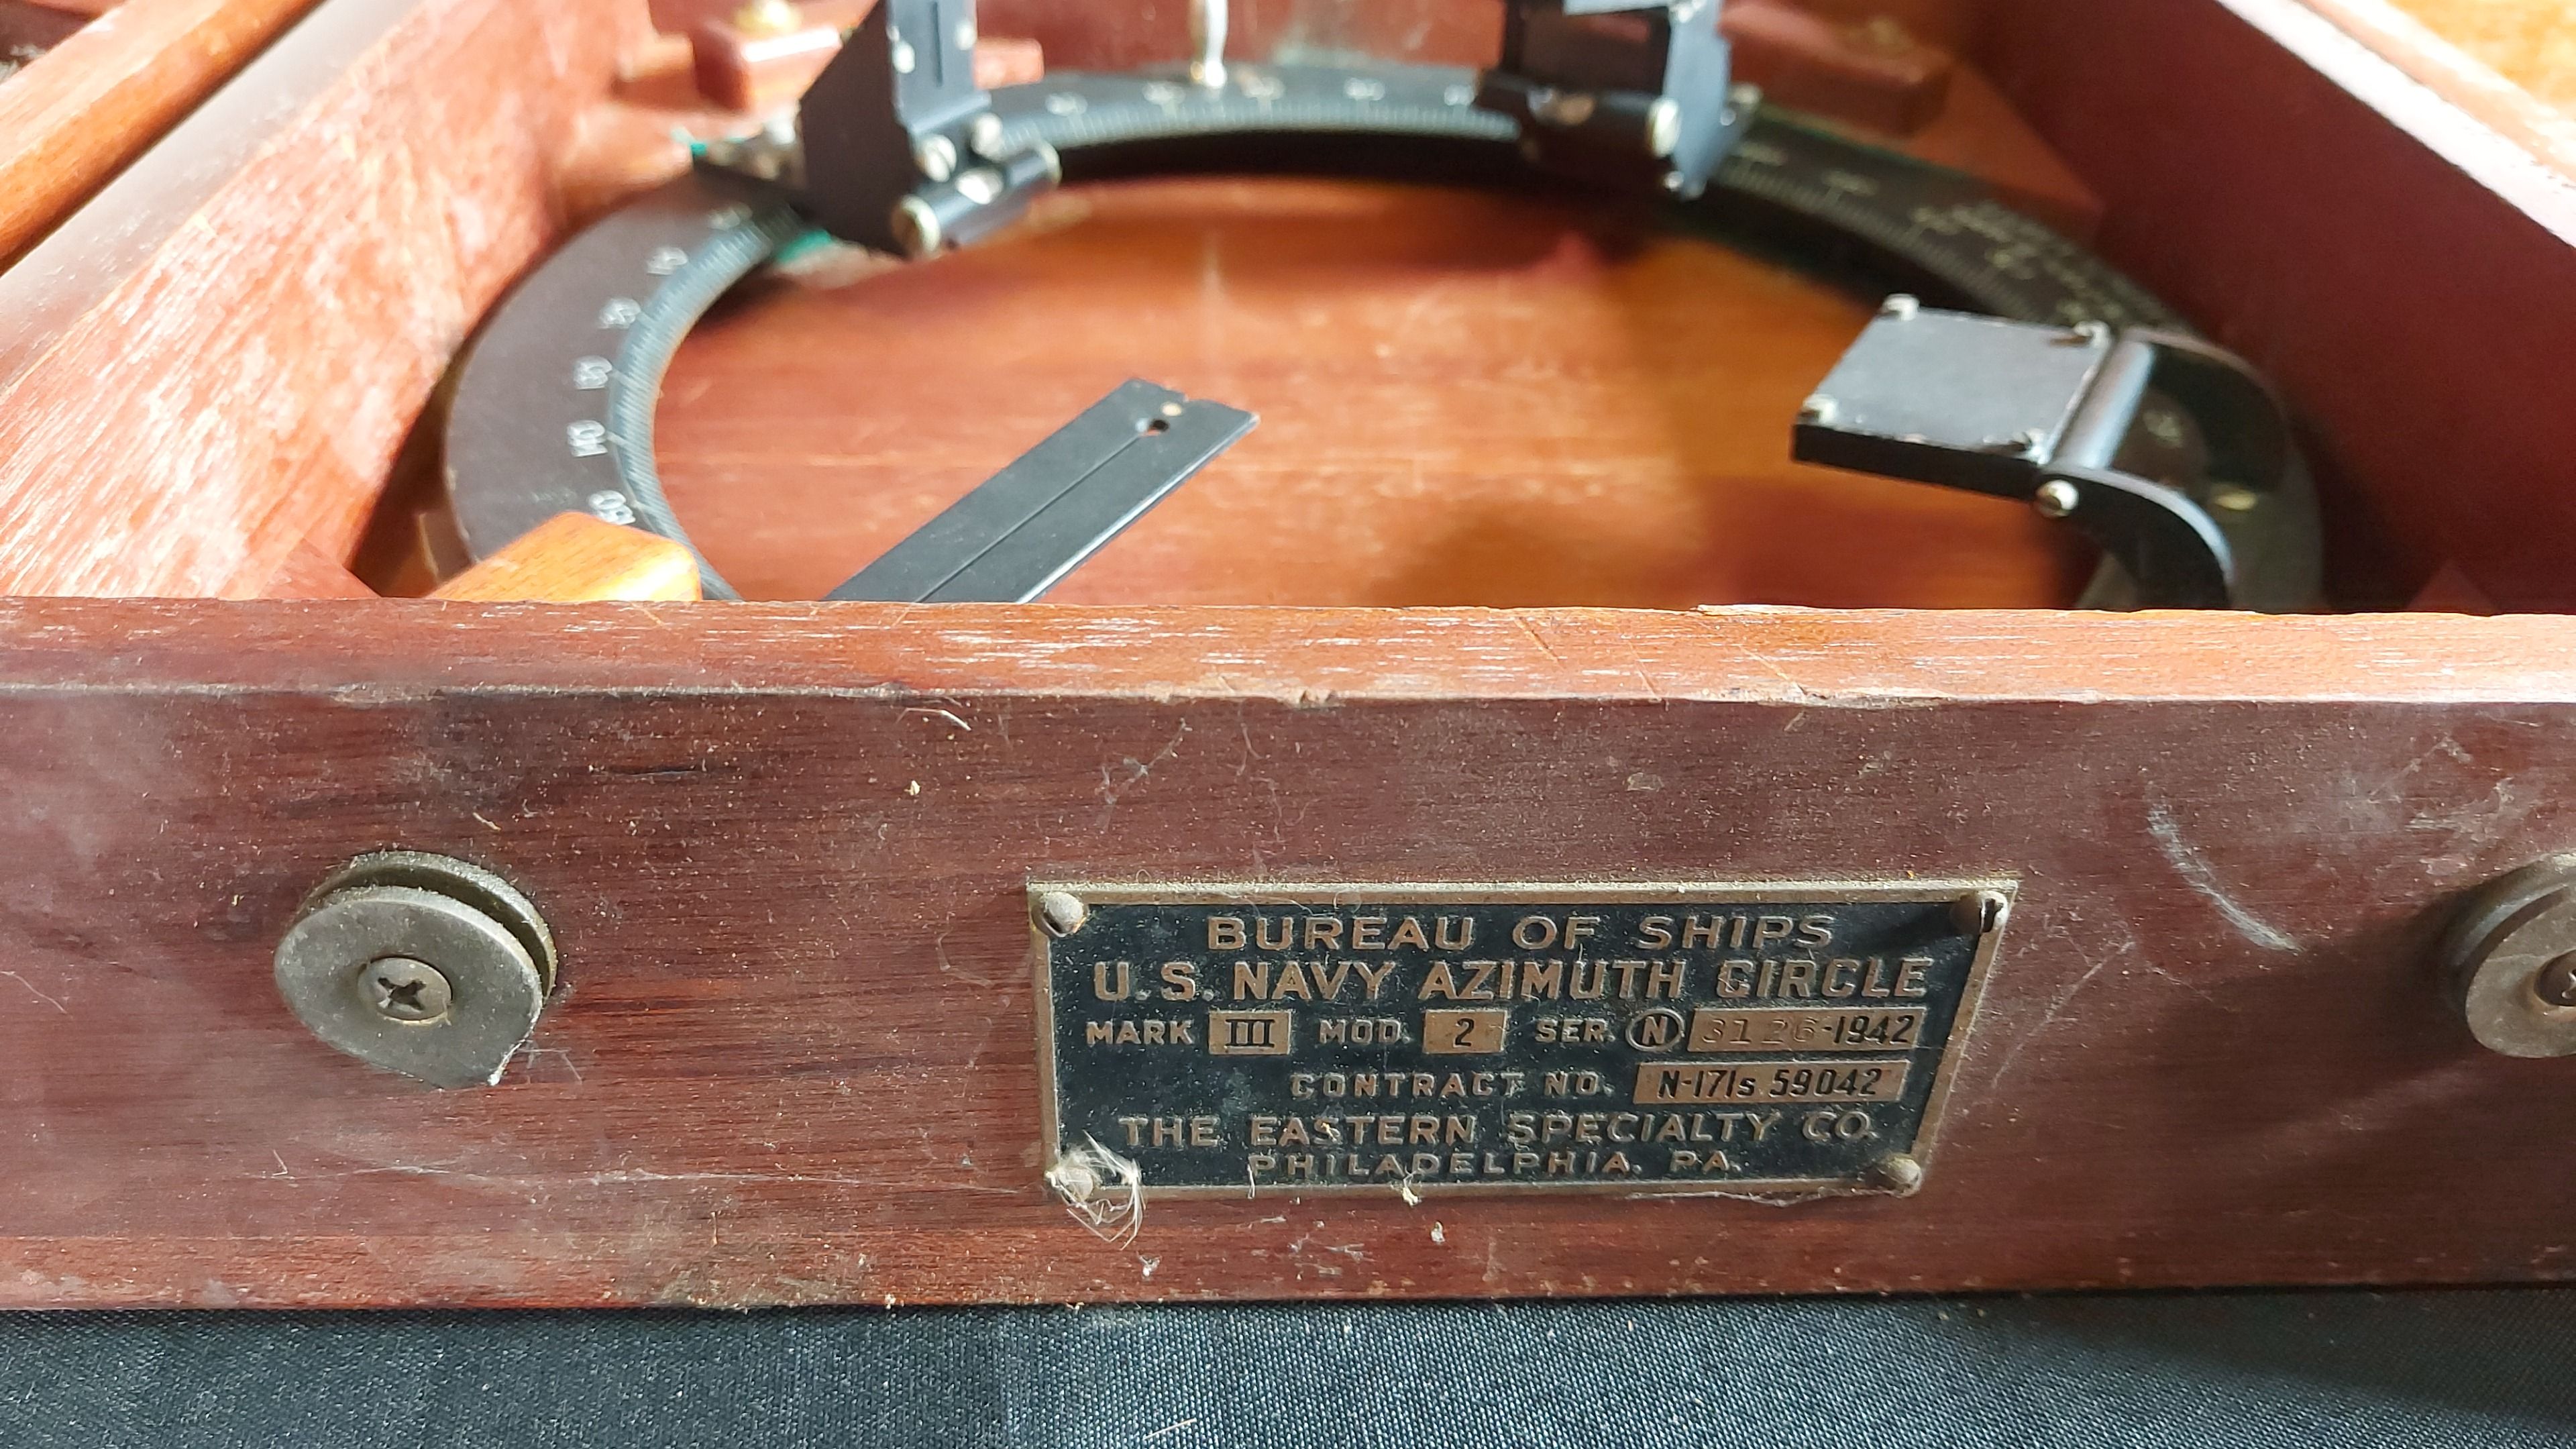 BUREAU OF SHIPS
U.S. NAVY AZIMUTH CIRCLE
MARK III MOD. 2 SER. N 3126-1942
CONTRACT NO. N-171s 59042
THE EASTERN SPECIALTY CO.
PHILADELPHIA. PA.